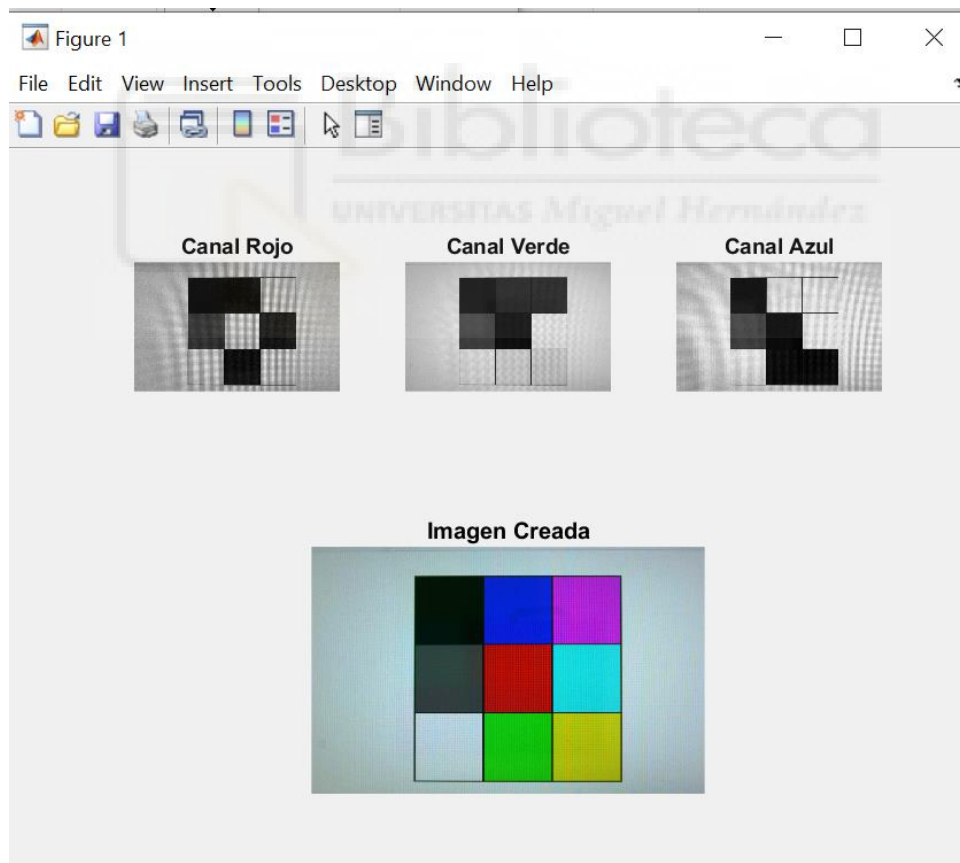 Figure 1
File Edit View Insert Tools Desktop Window Help
Biblioteca
UNIVERSITAS Miguel Hernández
Canal Rojo Canal Verde Canal Azul
Imagen Creada